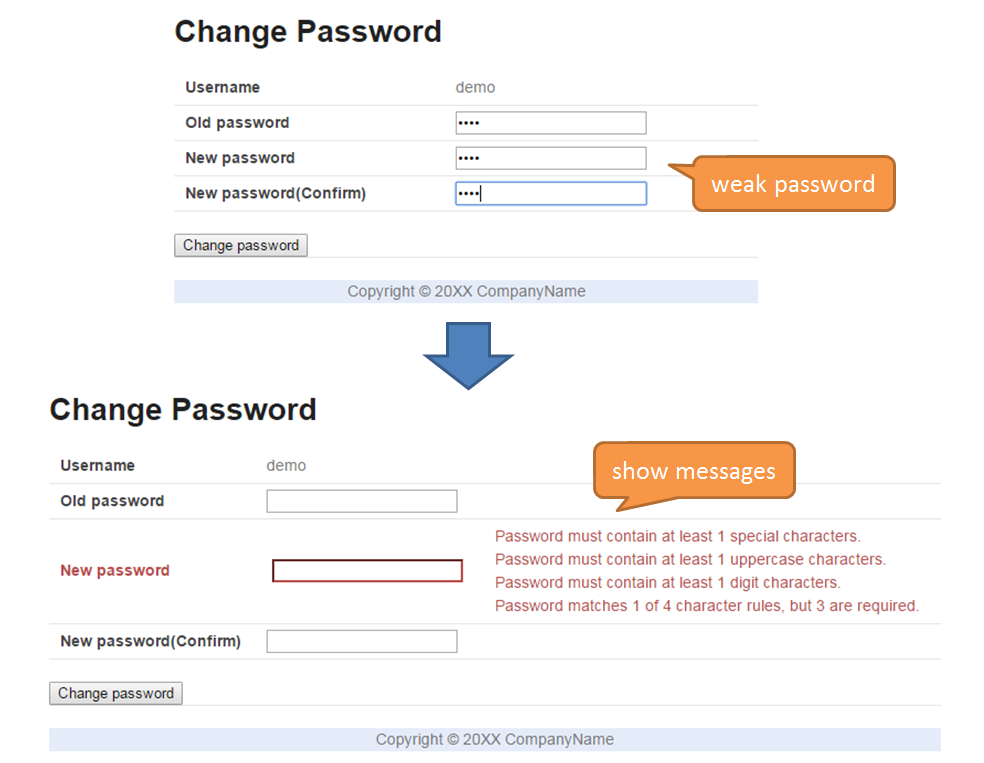 Change Password
Username demo
Old password ••••
New password ••••
weak password
New password(Confirm) ••••
Change password
Copyright © 20XX CompanyName
Change Password
Username demo
show messages
Old password
Password must contain at least 1 special characters.
Password must contain at least 1 uppercase characters.
New password
Password must contain at least 1 digit characters.
Password matches 1 of 4 character rules, but 3 are required.
New password(Confirm)
Change password
Copyright © 20XX CompanyName